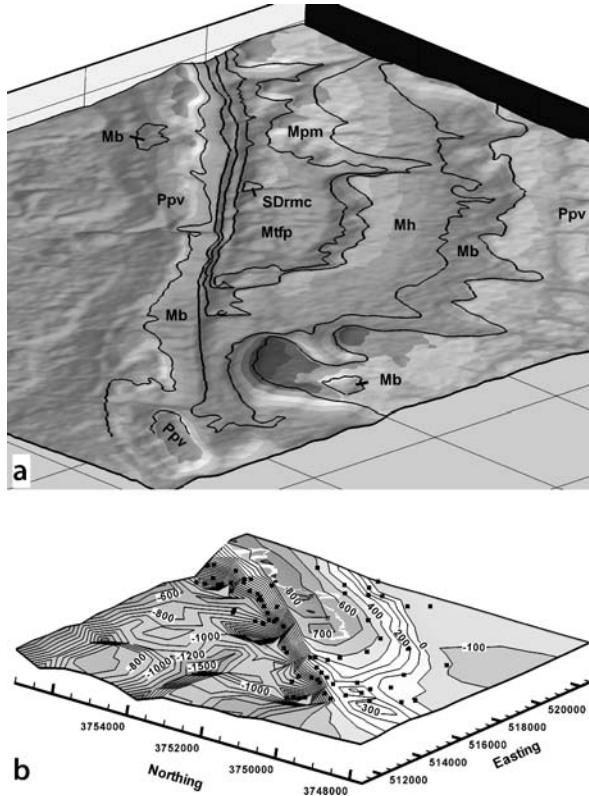 Mb
Mpm
Ppv
SDrmc
Mtfp
Mh
Ppv
Mb
Mb
Mb
Ppv
a
-600
-800
-1000
-800
-1000
-1200
-1500
-1000
-800
600
700
400
200
0
-100
-300
3754000
3752000
3750000
3748000
Northing
512000
514000
516000
518000
520000
Easting
b